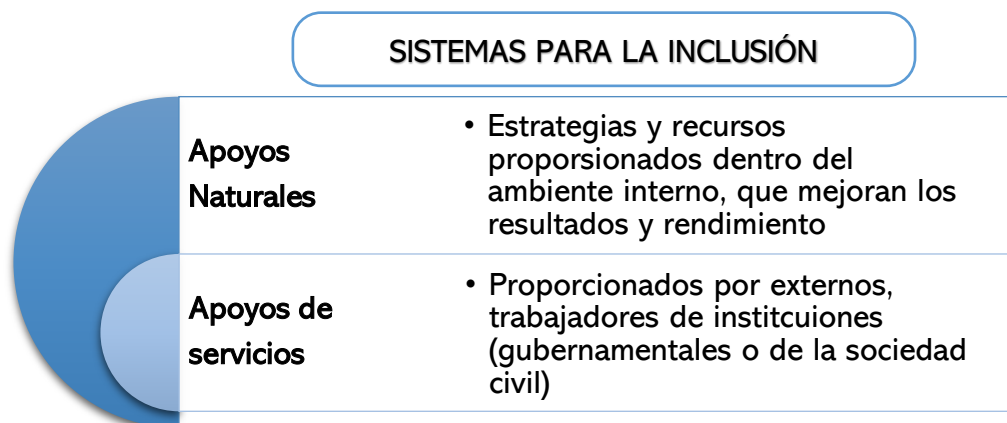 SISTEMAS PARA LA INCLUSIÓN
Apoyos
Naturales
• Estrategias y recursos
proporsionados dentro del
ambiente interno, que mejoran los
resultados y rendimiento
Apoyos de
servicios
• Proporcionados por externos,
trabajadores de institcuiones
(gubernamentales o de la sociedad
civil)